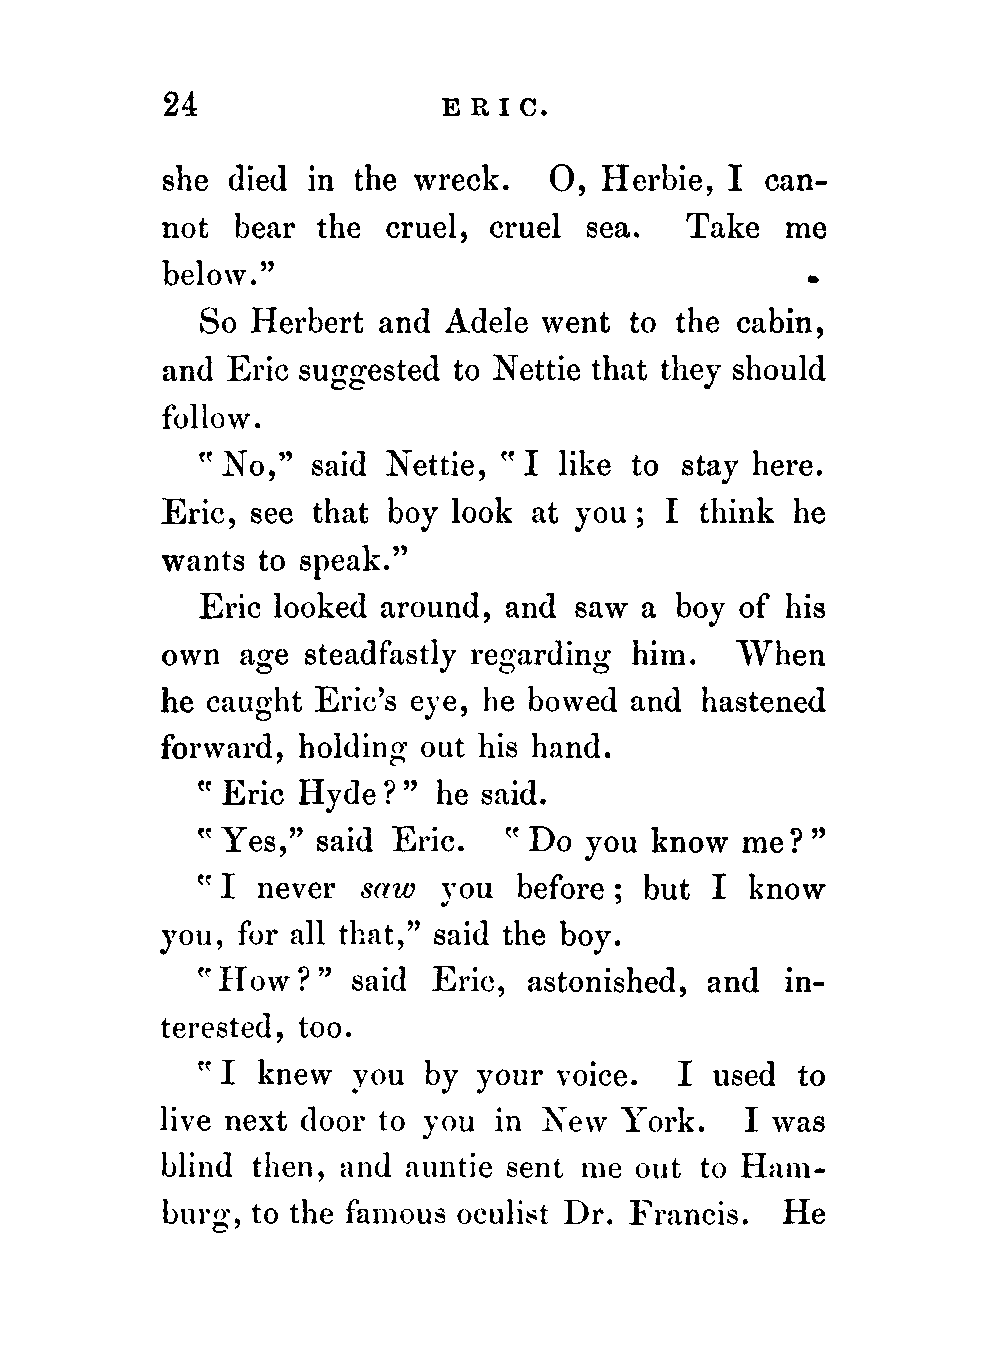 24 ERIC.
she died in the wreck. O, Herbie, I can-
not bear the cruel, cruel sea. Take me
below.”
So Herbert and Adele went to the cabin,
and Eric suggested to Nettie that they should
follow.
“No,” said Nettie, “I like to stay here.
Eric, see that boy look at you; I think he
wants to speak.”
Eric looked around, and saw a boy of his
own age steadfastly regarding him. When
he caught Eric’s eye, he bowed and hastened
forward, holding out his hand.
“Eric Hyde?” he said.
“Yes,” said Eric. “Do you know me?”
“I never saw you before; but I know
you, for all that,” said the boy.
“How?” said Eric, astonished, and in-
terested, too.
“I knew you by your voice. I used to
live next door to you in New York. I was
blind then, and auntie sent me out to Ham-
burg, to the famous oculist Dr. Francis. He